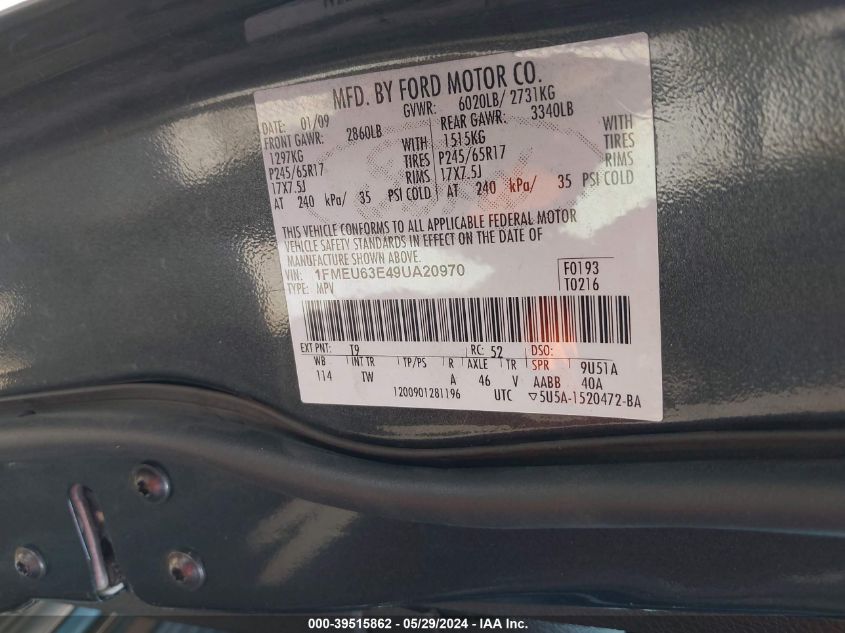 MFD. BY FORD MOTOR CO.
DATE: 01/09 GVWR: 6020LB/ 2731KG
FRONT GAWR: 2860LB REAR GAWR: 3340LB
1297KG WITH 1515KG WITH
P245/65R17 TIRES P245/65R17 TIRES
17X7.5J RIMS 17X7.5J RIMS
AT 240 kPa/ 35 PSI COLD AT 240 kPa/ 35 PSI COLD
THIS VEHICLE CONFORMS TO ALL APPLICABLE FEDERAL MOTOR
VEHICLE SAFETY STANDARDS IN EFFECT ON THE DATE OF
MANUFACTURE SHOWN ABOVE.
VIN: 1FMEU63E49UA20970 F0193
TYPE: MPV T0216
EXT PNT: T9 RC: 52 DSO:
WB INT TR TP/PS R AXLE TR SPR 9U51A
114 TW A 46 V AABB 40A
1200901281196 UTC ▽5U5A-1520472-BA
000-39515862 - 05/29/2024 - IAA Inc.